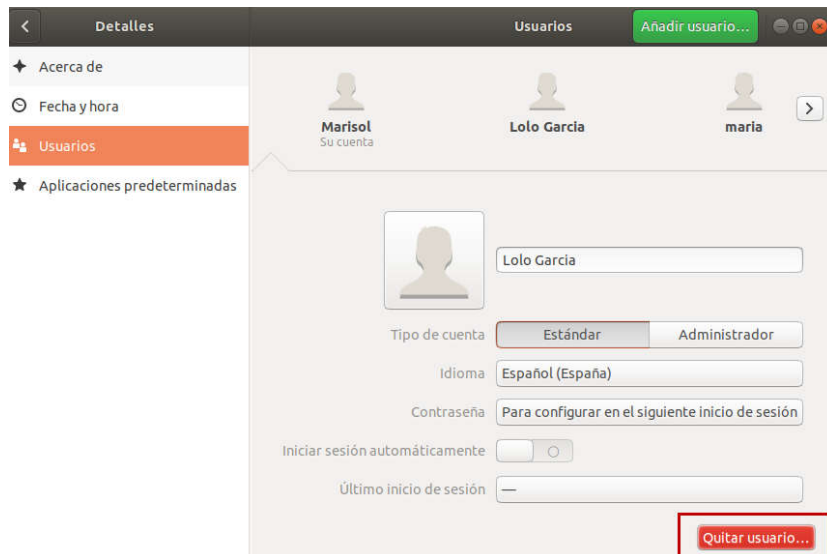 Detalles
Usuarios
Añadir usuario...
Acerca de
Fecha y hora
Usuarios
Aplicaciones predeterminadas
Marisol
Su cuenta
Lolo Garcia
maria
Lolo Garcia
Tipo de cuenta Estándar Administrador
Idioma Español (España)
Contraseña Para configurar en el siguiente inicio de sesión
Iniciar sesión automáticamente
Último inicio de sesión —
Quitar usuario...